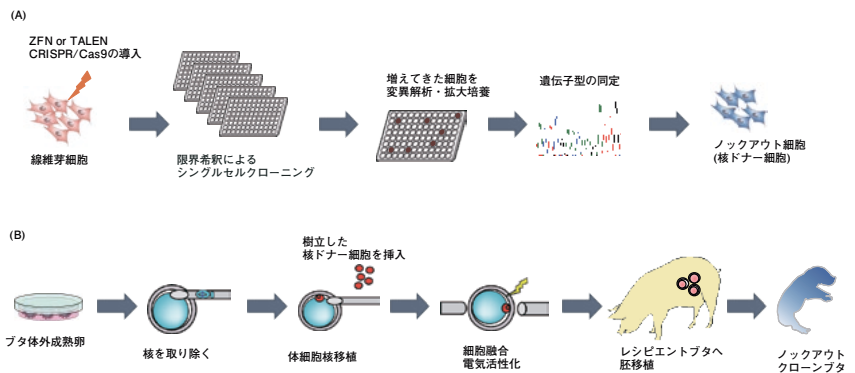 (A)
ZFN or TALEN
CRISPR/Cas9の導入
線維芽細胞
限界希釈による
シングルセルクローニング
増えてきた細胞を
変異解析・拡大培養
遺伝子型の同定
ノックアウト細胞
(核ドナー細胞)
(B)
ブタ体外成熟卵
核を取り除く
樹立した
核ドナー細胞を挿入
体細胞核移植
細胞融合
電気活性化
レシピエントブタへ
胚移植
ノックアウト
クローンブタ